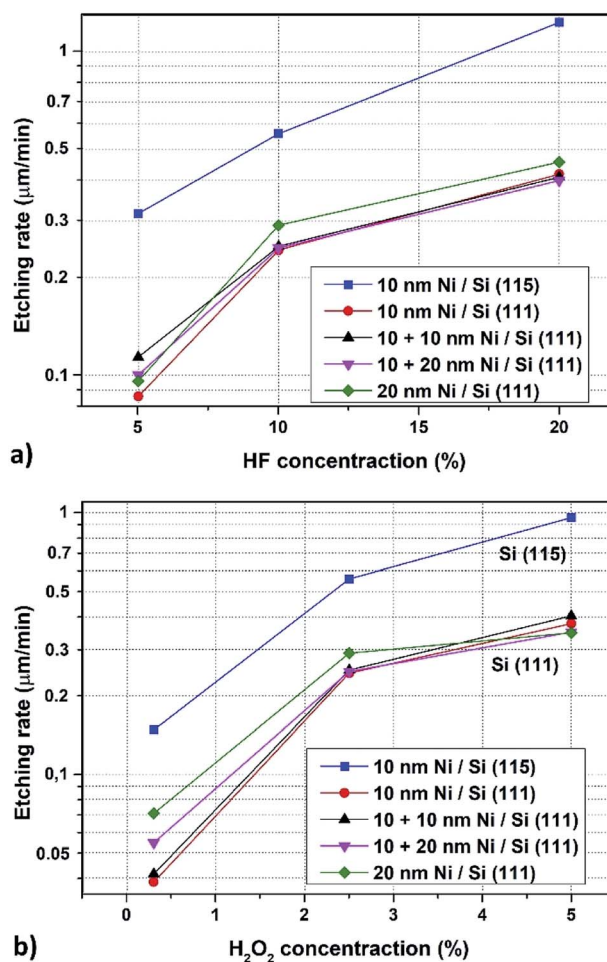 1
0.7
0.5
0.3
0.2
0.1
Etching rate (μm/min)
10 nm Ni / Si (115)
10 nm Ni / Si (111)
10 + 10 nm Ni / Si (111)
10 + 20 nm Ni / Si (111)
20 nm Ni / Si (111)
5 10 15 20
a)
HF concentraction (%)
1
0.7
0.5
0.3
0.2
0.1
0.05
Etching rate (μm/min)
Si (115)
Si (111)
10 nm Ni / Si (115)
10 nm Ni / Si (111)
10 + 10 nm Ni / Si (111)
10 + 20 nm Ni / Si (111)
20 nm Ni / Si (111)
0 1 2 3 4 5
b)
H₂O₂ concentraction (%)